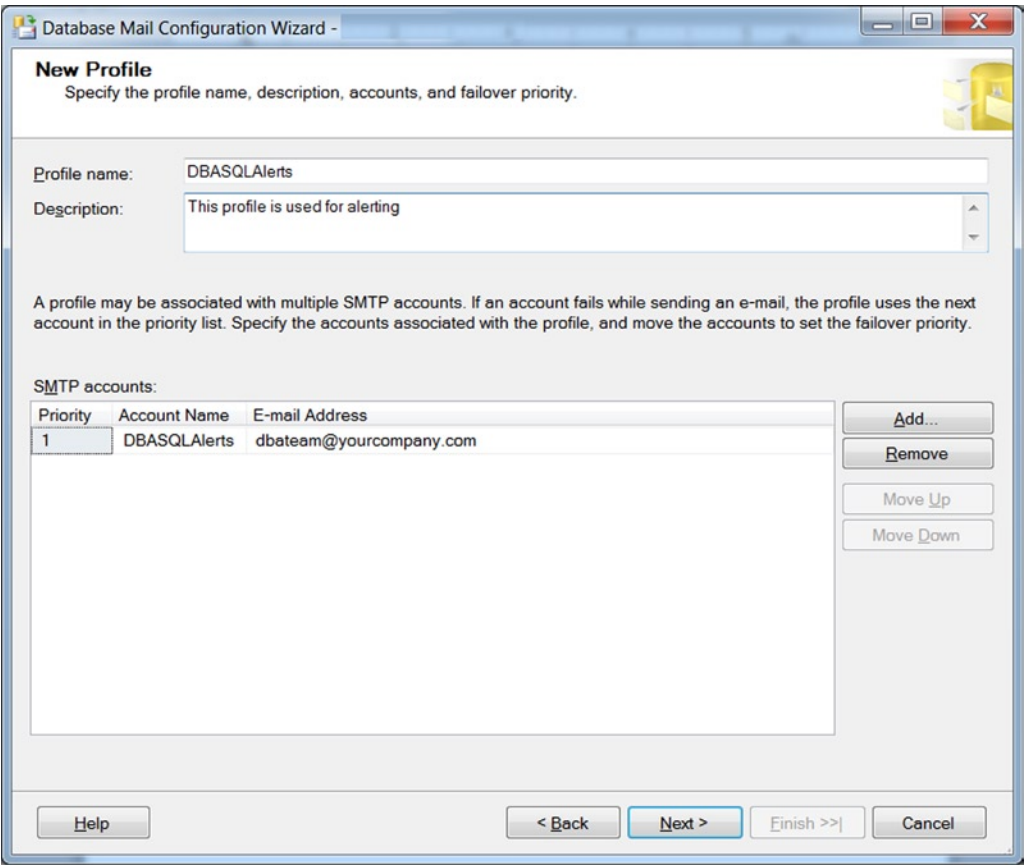 Database Mail Configuration Wizard -
New Profile
Specify the profile name, description, accounts, and failover priority.
Profile name: DBASQLAlerts
Description: This profile is used for alerting
A profile may be associated with multiple SMTP accounts. If an account fails while sending an e-mail, the profile uses the next
account in the priority list. Specify the accounts associated with the profile, and move the accounts to set the failover priority.
SMTP accounts:
Priority Account Name E-mail Address
1 DBASQLAlerts dbateam@yourcompany.com
Add...
Remove
Move Up
Move Down
Help < Back Next > Finish >>| Cancel